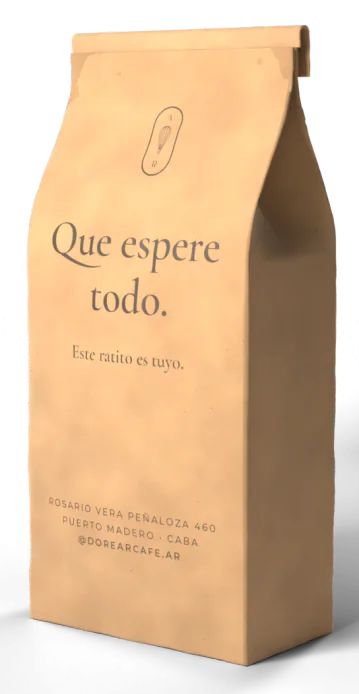 Que espere
todo.
Este ratito es tuyo.
ROSARIO VERA PEÑALOZA 460
PUERTO MADERO · CABA
@DOREARCAFE.AR